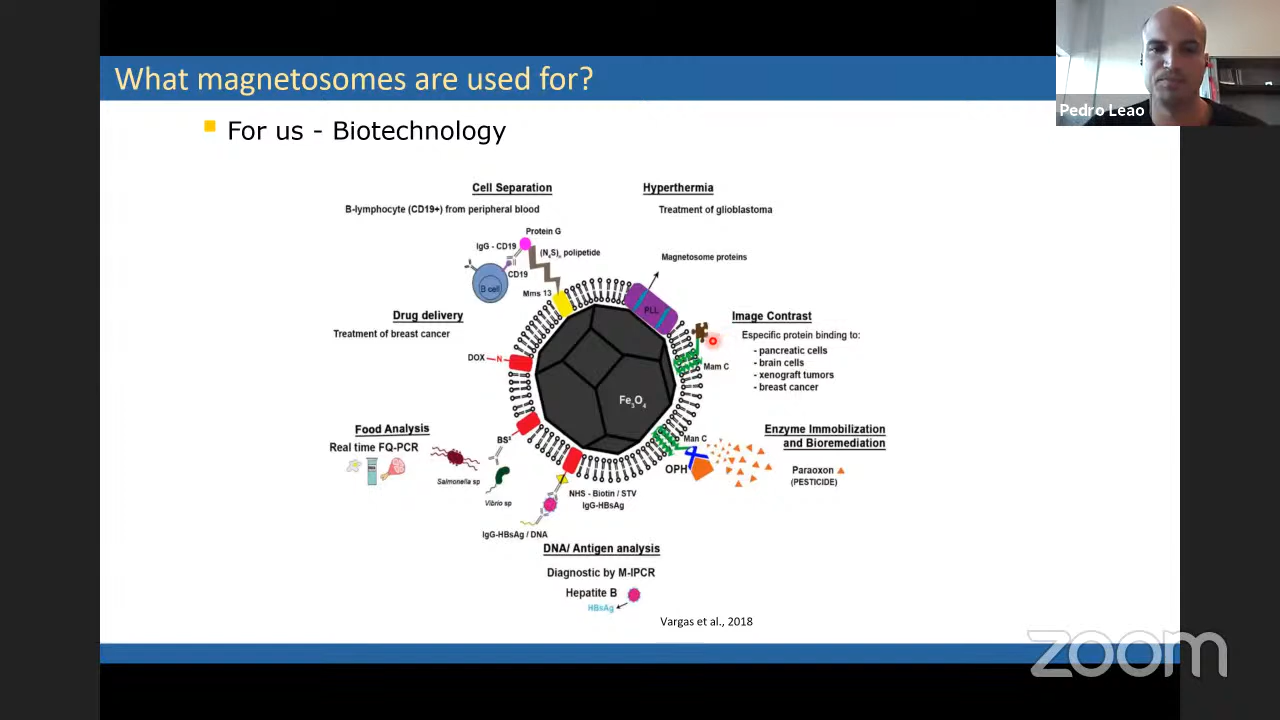 What magnetosomes are used for?
Pedro Leao
For us - Biotechnology
Cell Separation
B-lymphocyte (CD19+) from peripheral blood
Hyperthermia
Treatment of glioblastoma
Protein G
IgG - CD19
(N4S)n polipetide
CD19
B cell
Mms 13
Magnetosome proteins
PLL
Drug delivery
Treatment of breast cancer
DOX
N
Image Contrast
Especific protein binding to:
- pancreatic cells
- brain cells
- xenograft tumors
- breast cancer
Mam C
Fe3O4
Food Analysis
Real time FQ-PCR
Salmonella sp
BS³
Vibrio sp
Man C
OPH
Enzyme Immobilization
and Bioremediation
Paraoxon
(PESTICIDE)
NHS - Biotin / STV
IgG-HBsAg
IgG-HBsAg / DNA
DNA/ Antigen analysis
Diagnostic by M-IPCR
Hepatite B
HBsAg
Vargas et al., 2018
zoom